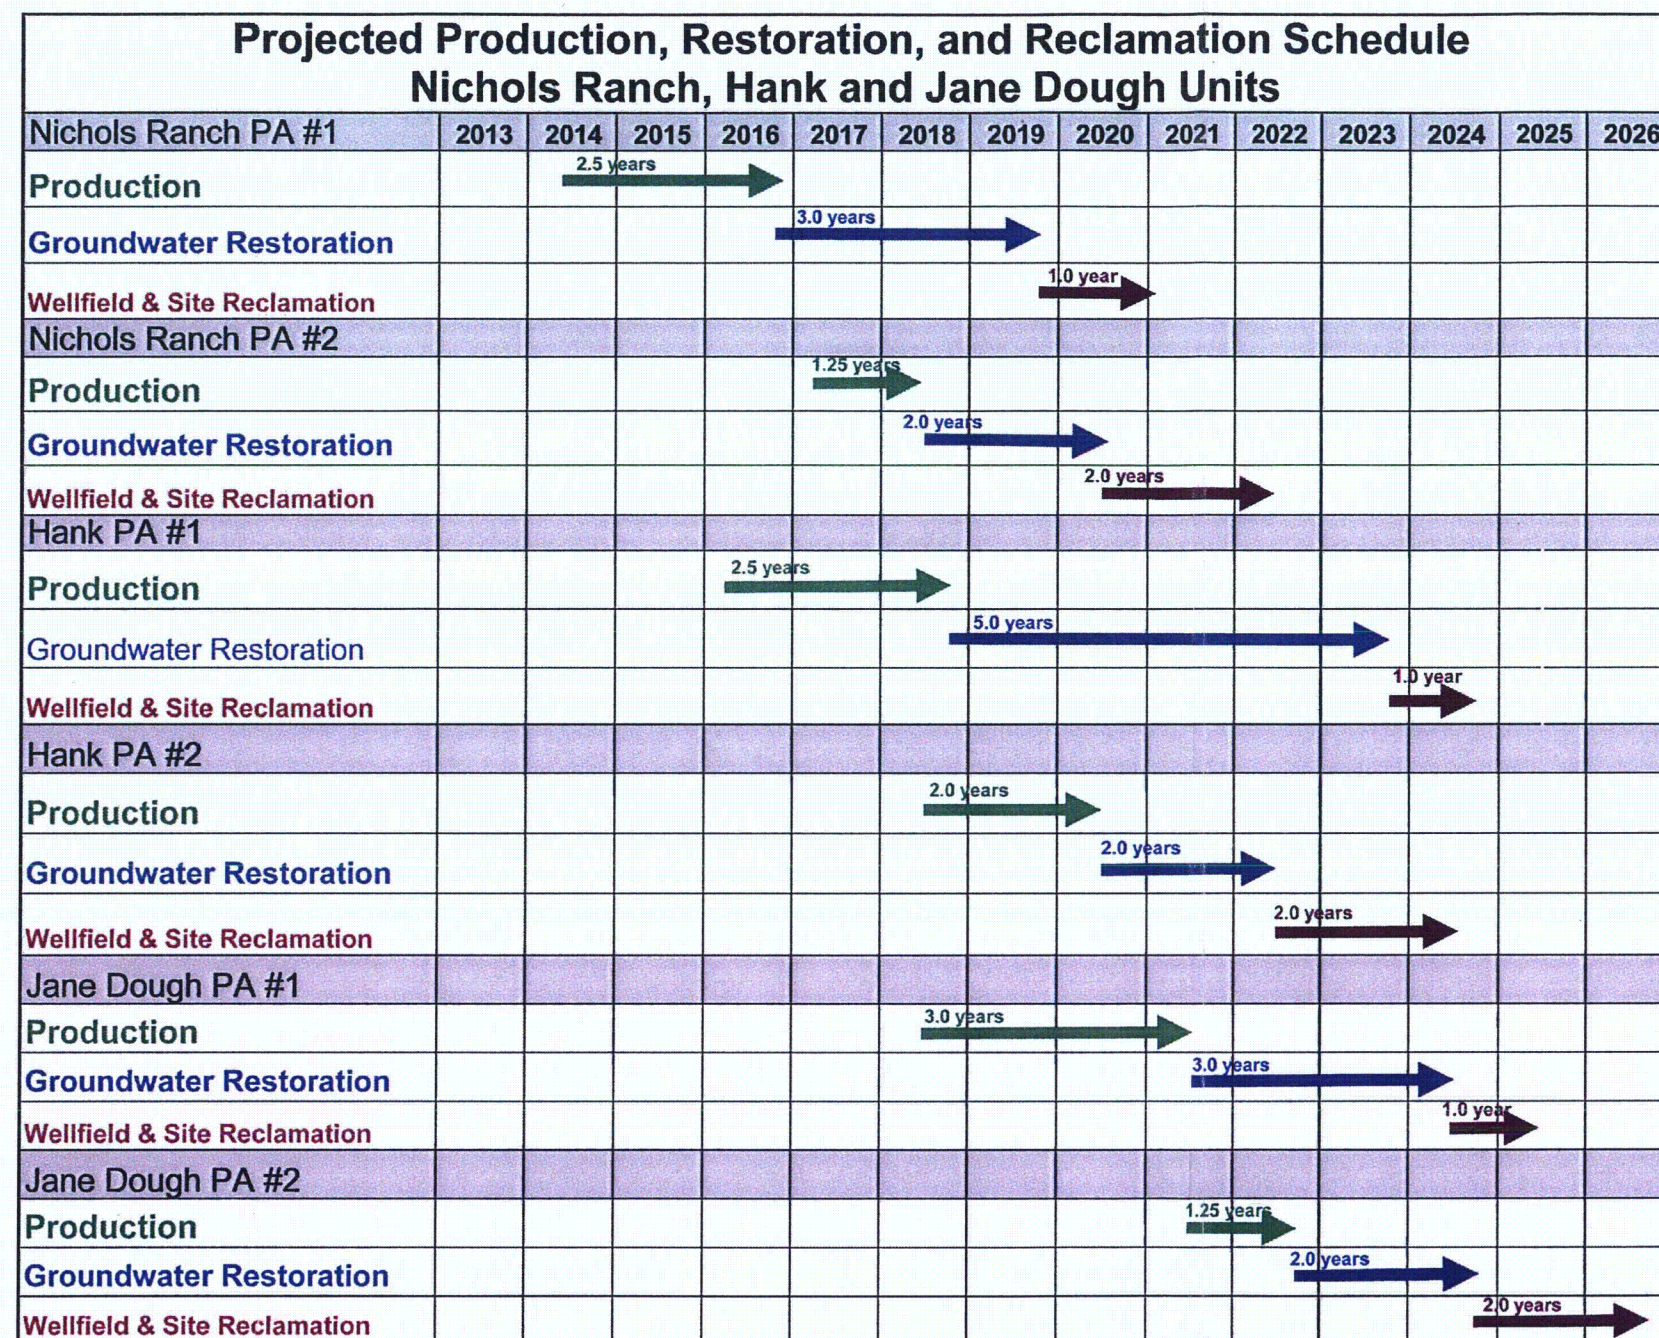 Projected Production, Restoration, and Reclamation Schedule
Nichols Ranch, Hank and Jane Dough Units
Nichols Ranch PA #1 2013 2014 2015 2016 2017 2018 2019 2020 2021 2022 2023 2024 2025 2026
2.5 years
Production
3.0 years
Groundwater Restoration
1.0 year
Wellfield & Site Reclamation
Nichols Ranch PA #2
1.25 years
Production
2.0 years
Groundwater Restoration
2.0 years
Wellfield & Site Reclamation
Hank PA #1
2.5 years
Production
5.0 years
Groundwater Restoration
1.0 year
Wellfield & Site Reclamation
Hank PA #2
2.0 years
Production
2.0 years
Groundwater Restoration
2.0 years
Wellfield & Site Reclamation
Jane Dough PA #1
3.0 years
Production
3.0 years
Groundwater Restoration
1.0 year
Wellfield & Site Reclamation
Jane Dough PA #2
1.25 years
Production
2.0 years
Groundwater Restoration
2.0 years
Wellfield & Site Reclamation